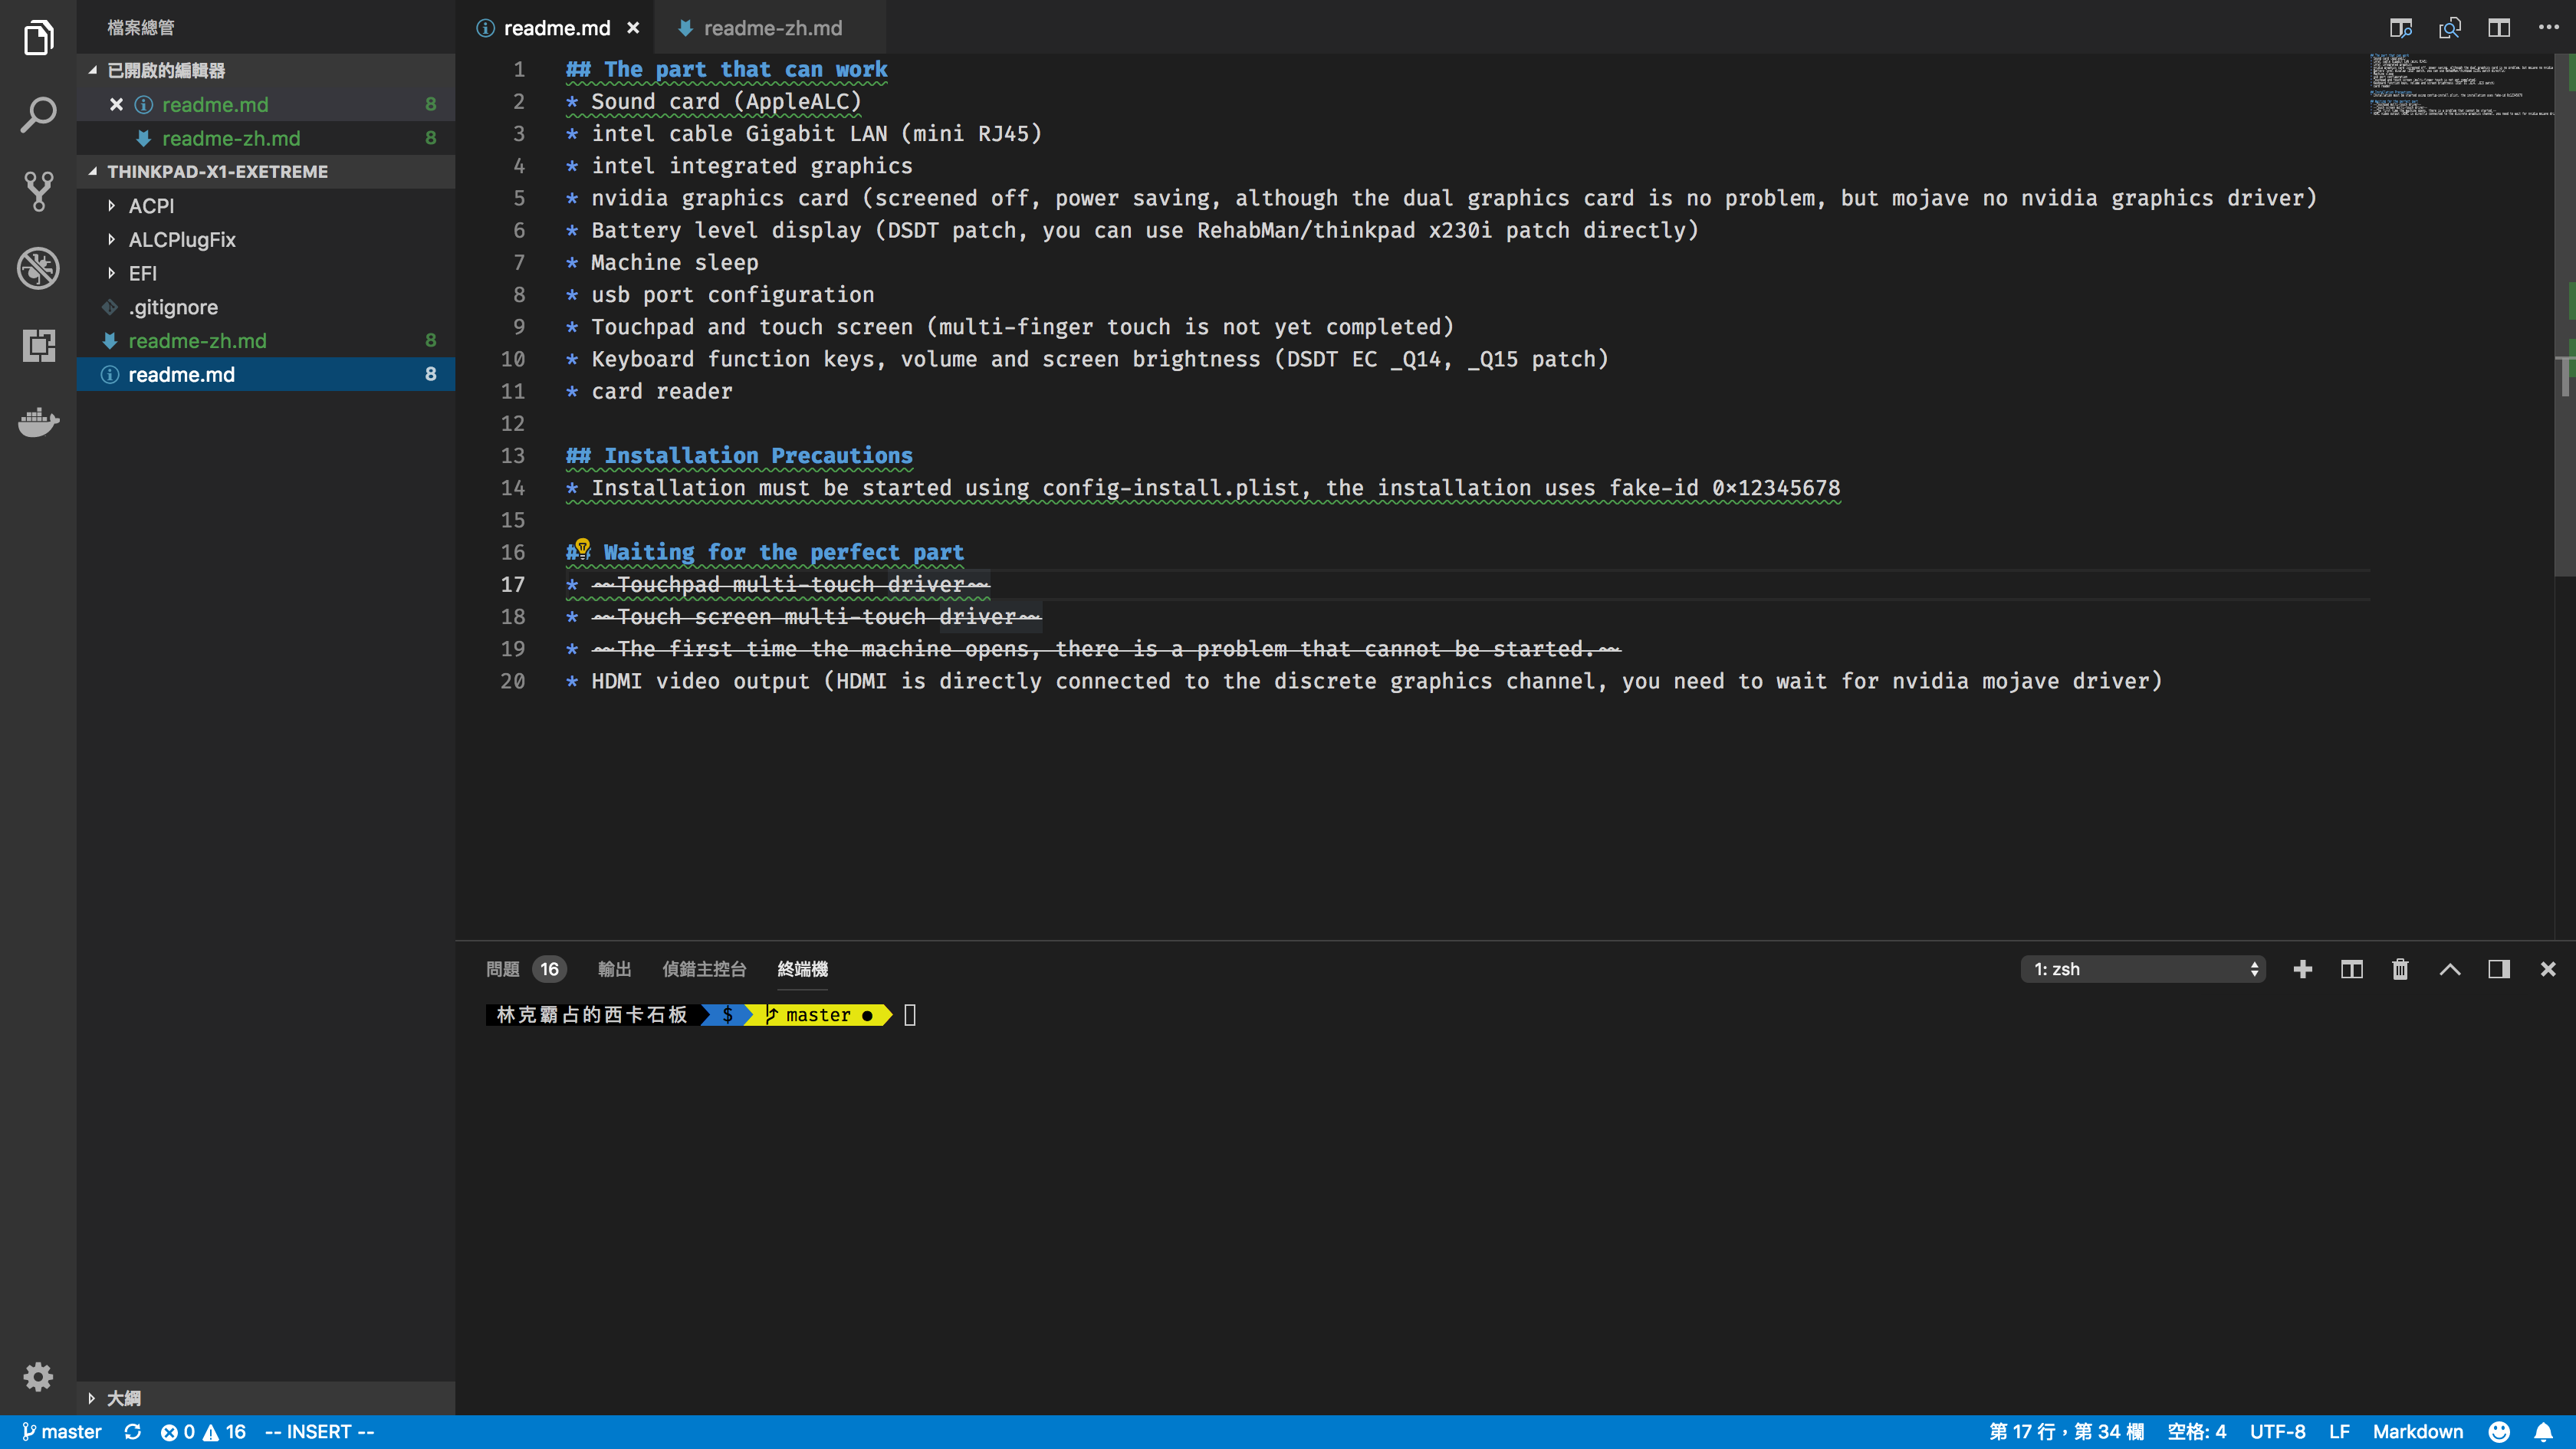 檔案總管
已開啟的編輯器
readme.md 8
readme-zh.md 8
THINKPAD-X1-EXETREME
ACPI
ALCPlugFix
EFI
.gitignore
readme-zh.md 8
readme.md 8
大綱
readme.md
readme-zh.md
1 ## The part that can work
2 * Sound card (AppleALC)
3 * intel cable Gigabit LAN (mini RJ45)
4 * intel integrated graphics
5 * nvidia graphics card (screened off, power saving, although the dual graphics card is no problem, but mojave no nvidia graphics driver)
6 * Battery level display (DSDT patch, you can use RehabMan/thinkpad x230i patch directly)
7 * Machine sleep
8 * usb port configuration
9 * Touchpad and touch screen (multi-finger touch is not yet completed)
10 * Keyboard function keys, volume and screen brightness (DSDT EC _Q14, _Q15 patch)
11 * card reader
12
13 ## Installation Precautions
14 * Installation must be started using config-install.plist, the installation uses fake-id 0×12345678
15
16 ## Waiting for the perfect part
17 * ~~Touchpad multi-touch driver~~
18 * ~~Touch screen multi-touch driver~~
19 * ~~The first time the machine opens, there is a problem that cannot be started.~~
20 * HDMI video output (HDMI is directly connected to the discrete graphics channel, you need to wait for nvidia mojave driver)
問題 16 輸出 偵錯主控台 終端機 1: zsh
林克霸占的西卡石板 $ master ●
master 0 16 -- INSERT -- 第 17 行，第 34 欄 空格: 4 UTF-8 LF Markdown